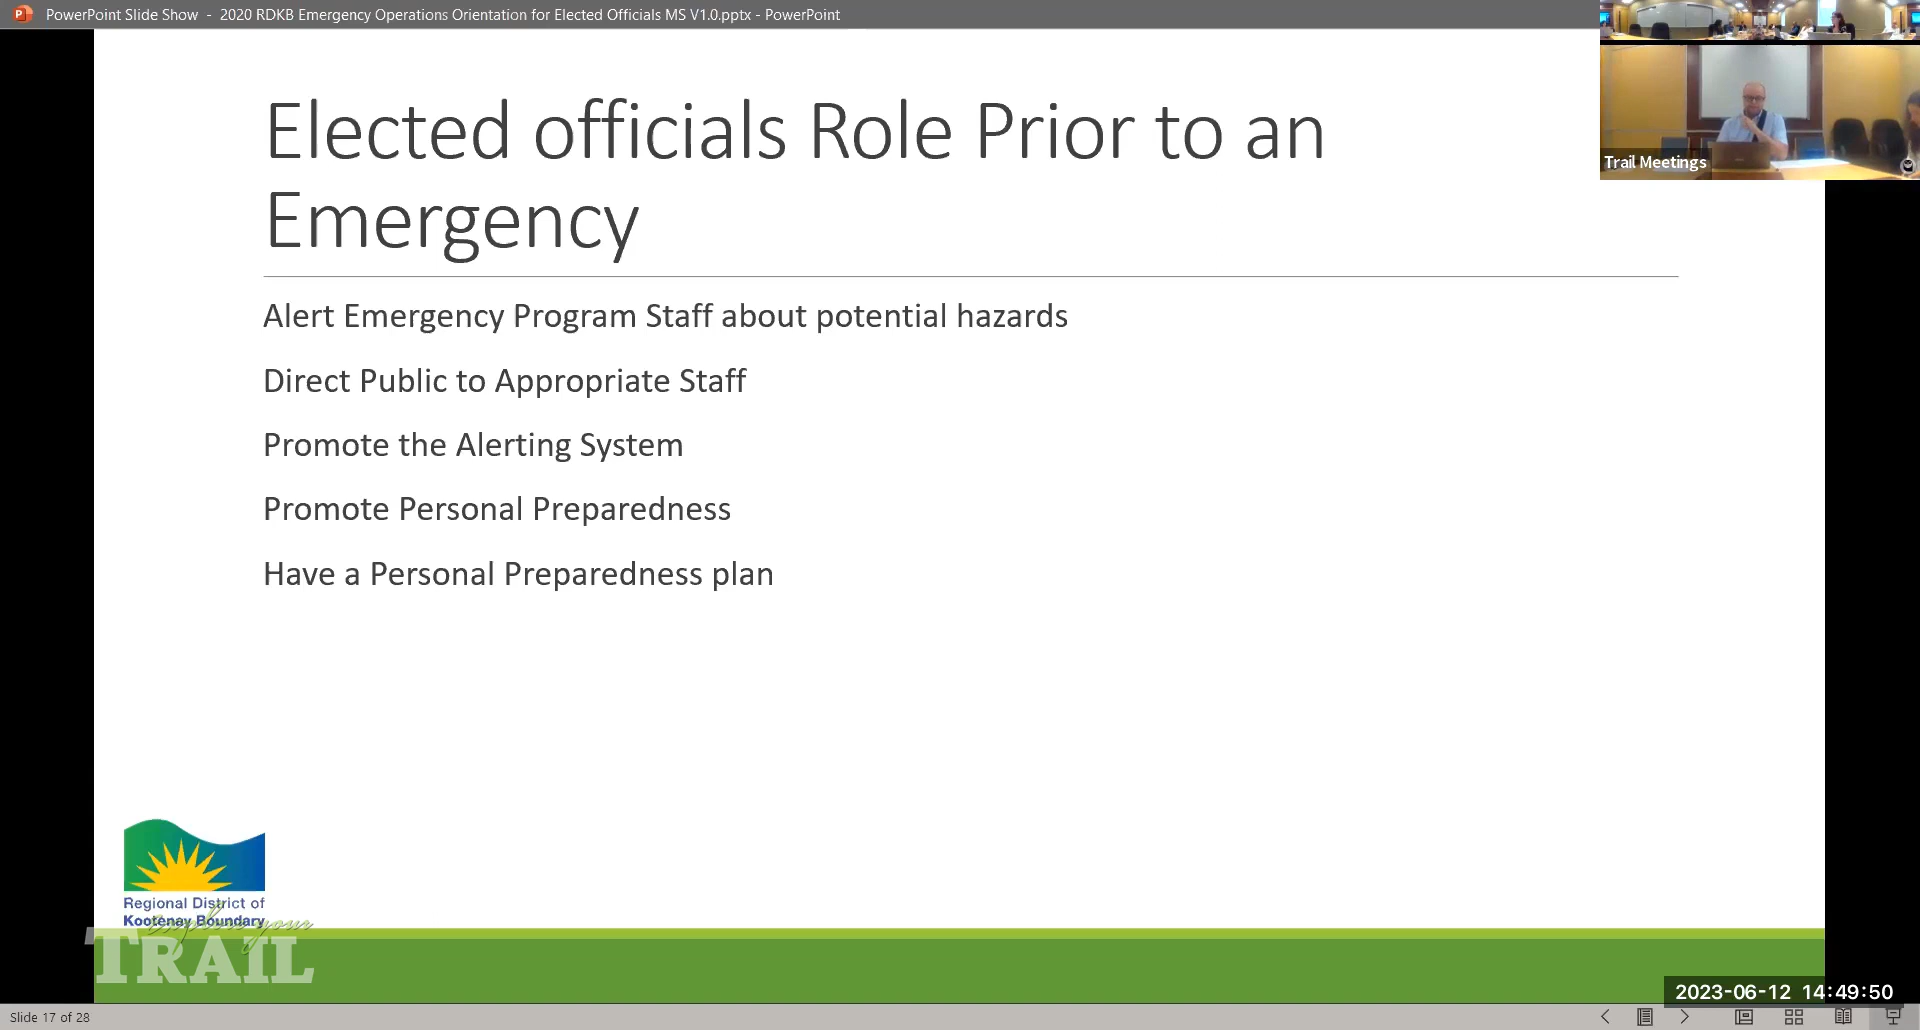 PowerPoint Slide Show - 2020 RDKB Emergency Operations Orientation for Elected Officials MS V1.0.pptx - PowerPoint
Trail Meetings
Elected officials Role Prior to an
Emergency
Alert Emergency Program Staff about potential hazards
Direct Public to Appropriate Staff
Promote the Alerting System
Promote Personal Preparedness
Have a Personal Preparedness plan
Regional District of
Kootenay Boundary
explore your
TRAIL
2023-06-12 14:49:50
Slide 17 of 28